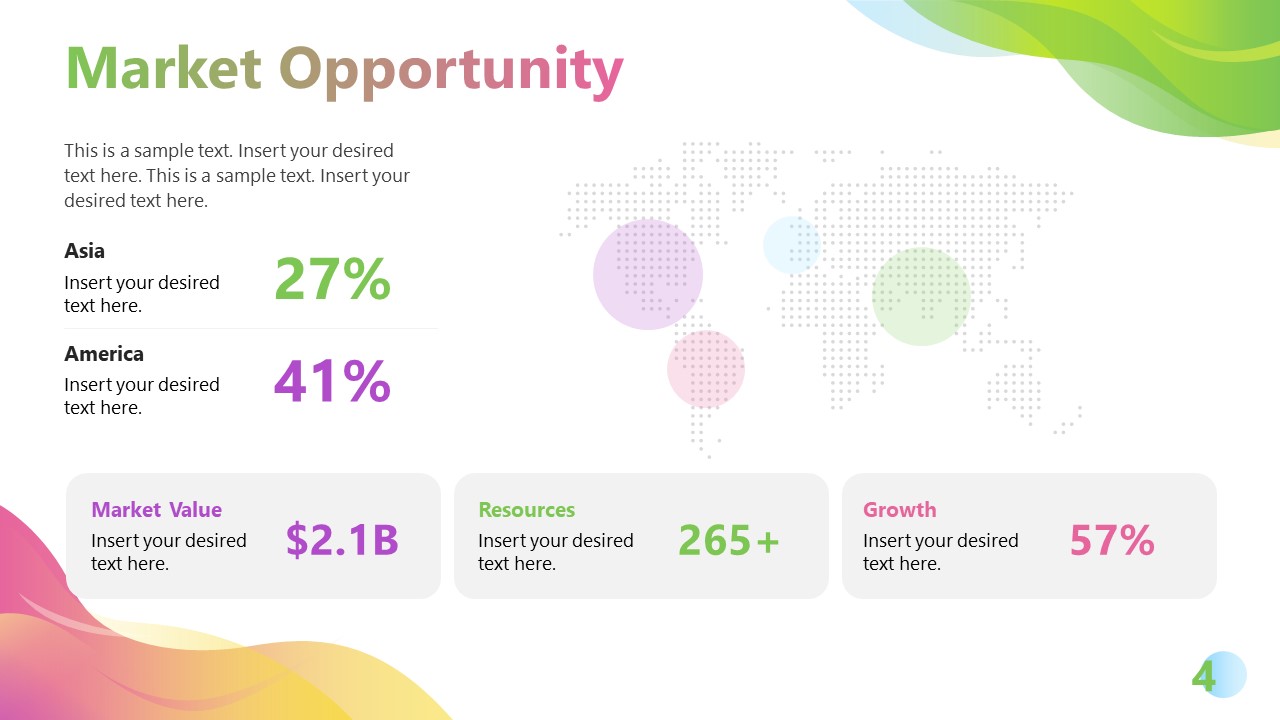 Market Opportunity
This is a sample text. Insert your desired
text here. This is a sample text. Insert your
desired text here.
Asia
Insert your desired
text here.
27%
America
Insert your desired
text here.
41%
Market Value
Insert your desired
text here.
$2.1B
Resources
Insert your desired
text here.
265+
Growth
Insert your desired
text here.
57%
4